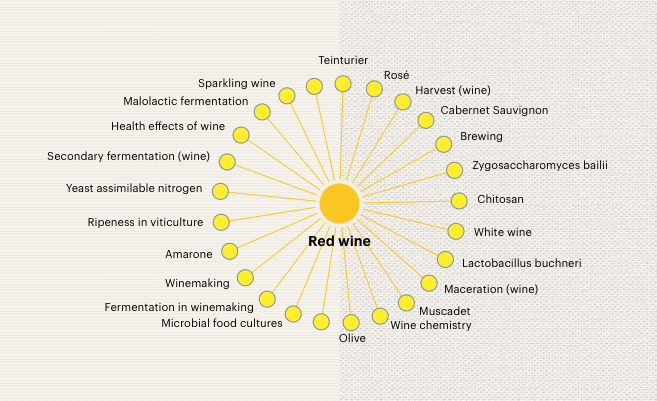 Teinturier
Rosé
Sparkling wine
Harvest (wine)
Malolactic fermentation
Cabernet Sauvignon
Health effects of wine
Brewing
Secondary fermentation (wine)
Zygosaccharomyces bailii
Yeast assimilable nitrogen
Chitosan
Ripeness in viticulture
White wine
Red wine
Amarone
Lactobacillus buchneri
Winemaking
Maceration (wine)
Fermentation in winemaking
Muscadet
Microbial food cultures
Wine chemistry
Olive